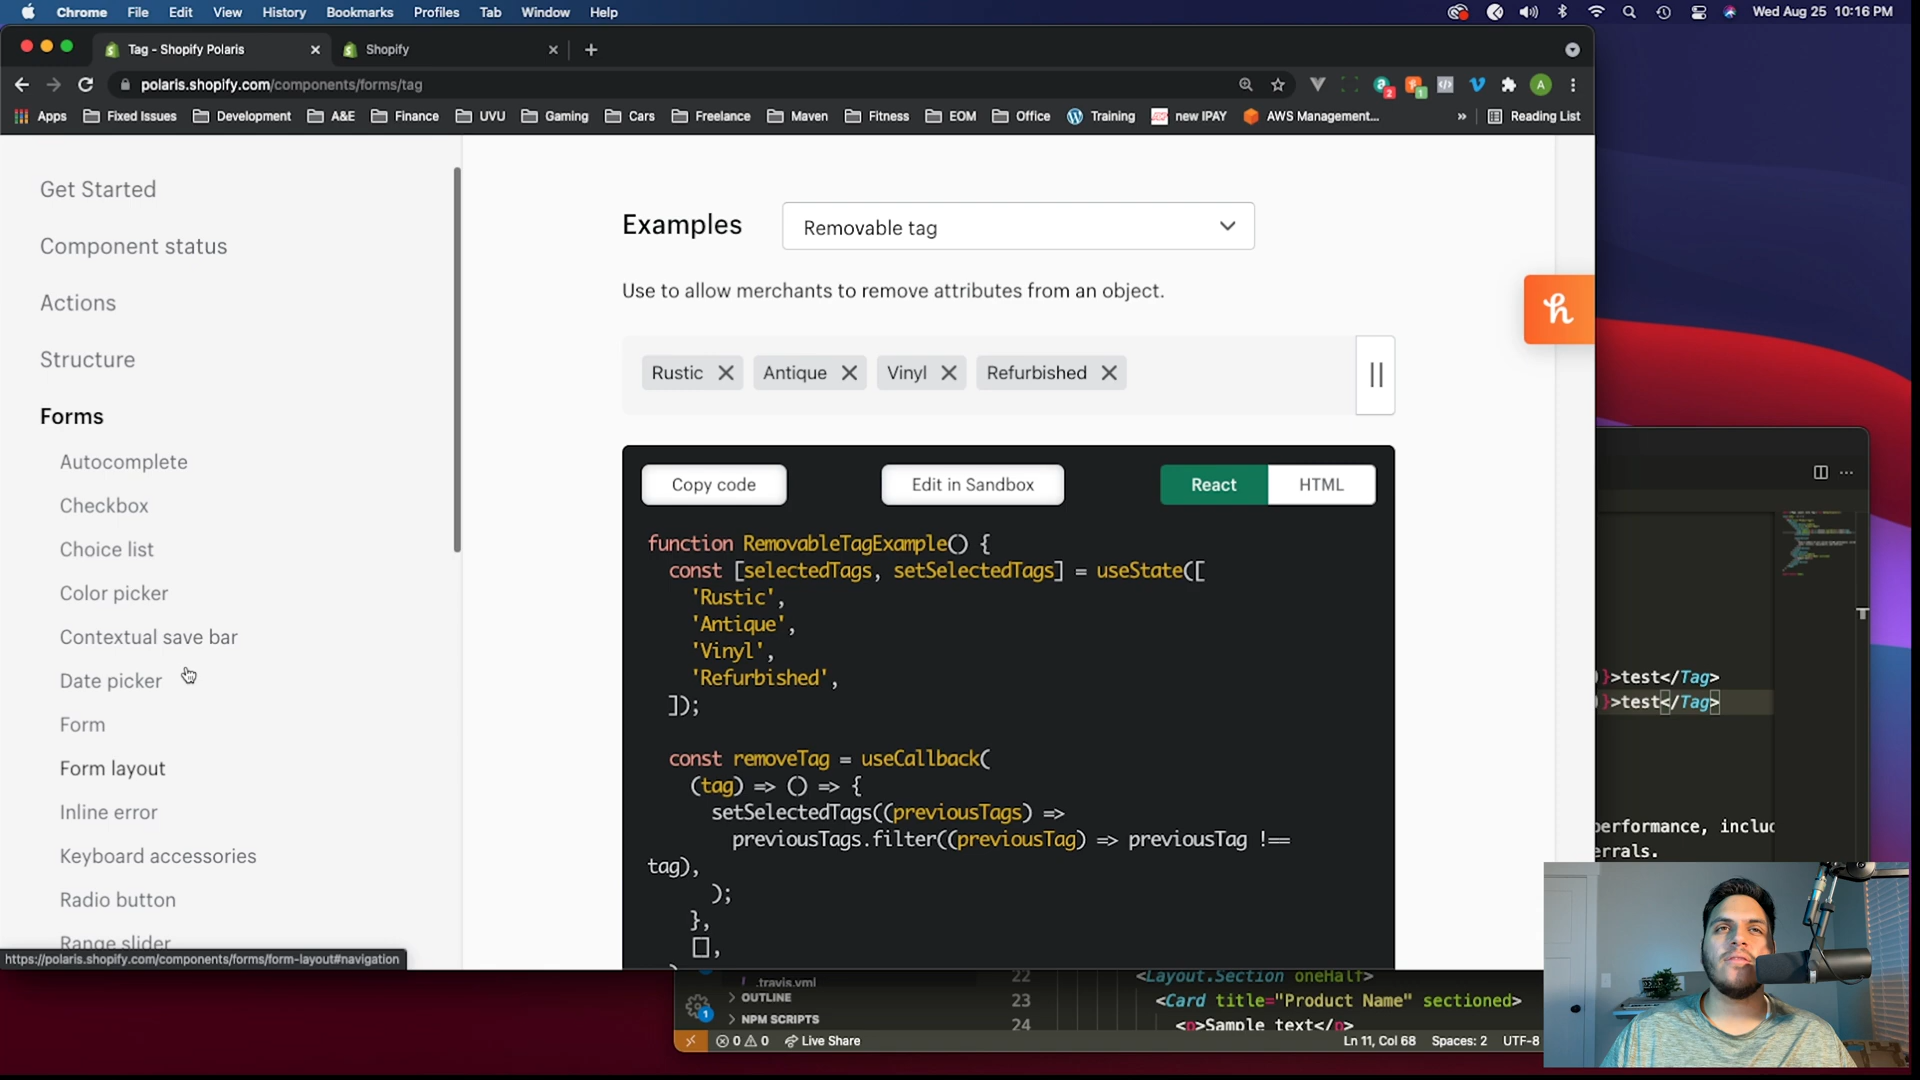 Chrome File Edit View History Bookmarks Profiles Tab Window Help
Wed Aug 25 10:16 PM
Tag - Shopify Polaris
Shopify
polaris.shopify.com/components/forms/tag
2
1
A
Apps Fixed Issues Development A&E Finance UVU Gaming Cars Freelance Maven Fitness EOM Office Training new IPAY AWS Management... » Reading List
Get Started
Component status
Actions
Structure
Forms
Autocomplete
Checkbox
Choice list
Color picker
Contextual save bar
Date picker
Form
Form layout
Inline error
Keyboard accessories
Radio button
Range slider
https://polaris.shopify.com/components/forms/form-layout#navigation
Examples
Removable tag
Use to allow merchants to remove attributes from an object.
Rustic Antique Vinyl Refurbished
h
Copy code
Edit in Sandbox
React HTML
function RemovableTagExample() {
const [selectedTags, setSelectedTags] = useState([
'Rustic',
'Antique',
'Vinyl',
'Refurbished',
]);
const removeTag = useCallback(
(tag) => () => {
setSelectedTags((previousTags) =>
previousTags.filter((previousTag) => previousTag !==
tag),
);
},
[],
}>test</Tag>
}>test</Tag>
performance, includ
errals.
.travis.yml
OUTLINE
NPM SCRIPTS
1
22 <Layout.Section oneHalf>
23 <Card title="Product Name" sectioned>
24 <p>Sample text</p>
0 0 Live Share
Ln 11, Col 68 Spaces: 2 UTF-8